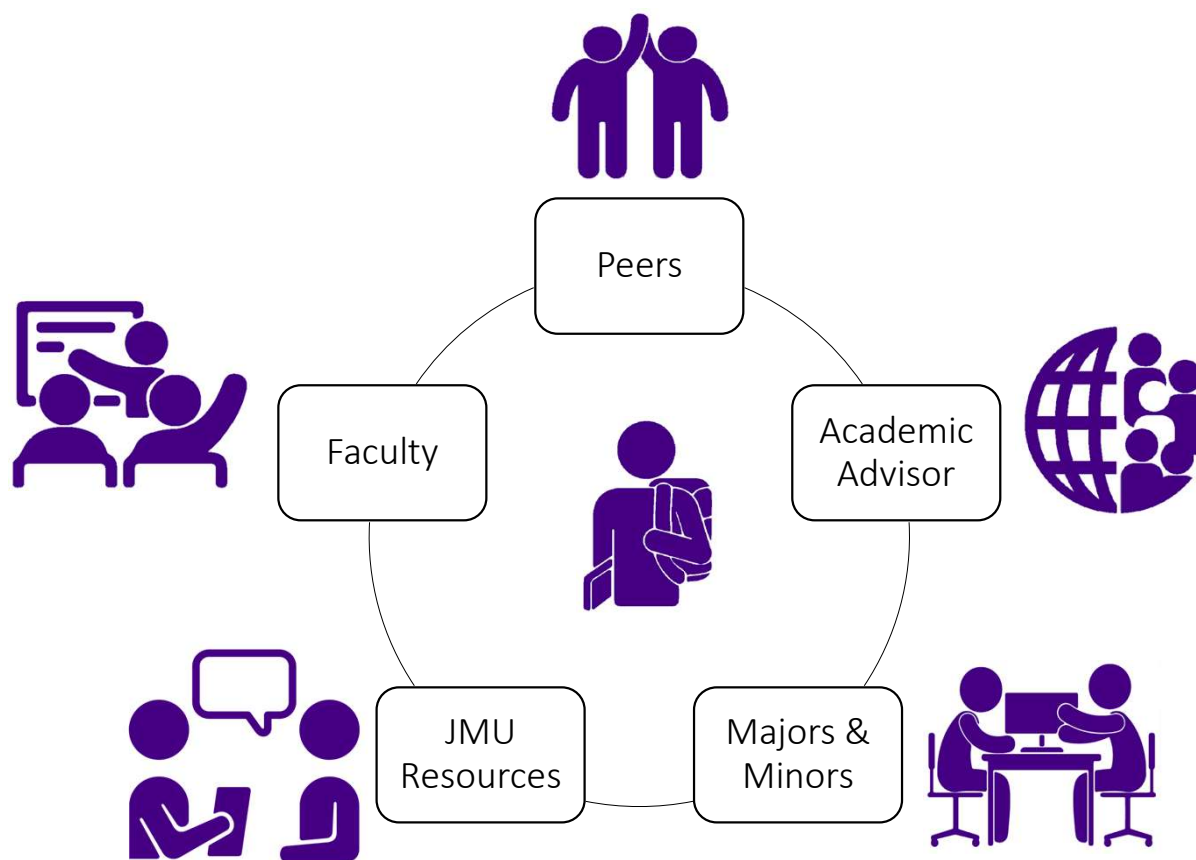 Peers
Faculty
Academic
Advisor
JMU
Resources
Majors &
Minors